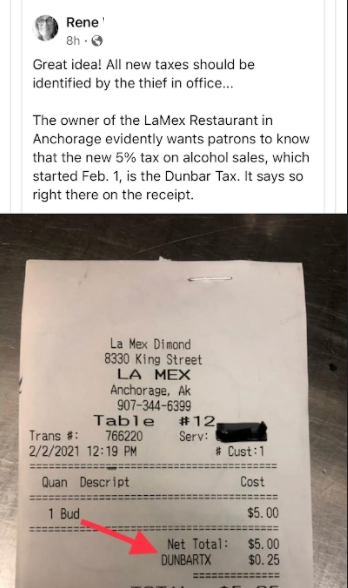 Rene
8h
Great idea! All new taxes should be
identified by the thief in office...
The owner of the LaMex Restaurant in
Anchorage evidently wants patrons to know
that the new 5% tax on alcohol sales, which
started Feb. 1, is the Dunbar Tax. It says so
right there on the receipt.
La Mex Dimond
8330 King Street
LA MEX
Anchorage, Ak
907-344-6399
Table #12
Trans #: 766220 Serv:
2/2/2021 12:19 PM # Cust:1
Quan Descript Cost
1 Bud $5.00
Net Total: $5.00
DUNBARTX $0.25